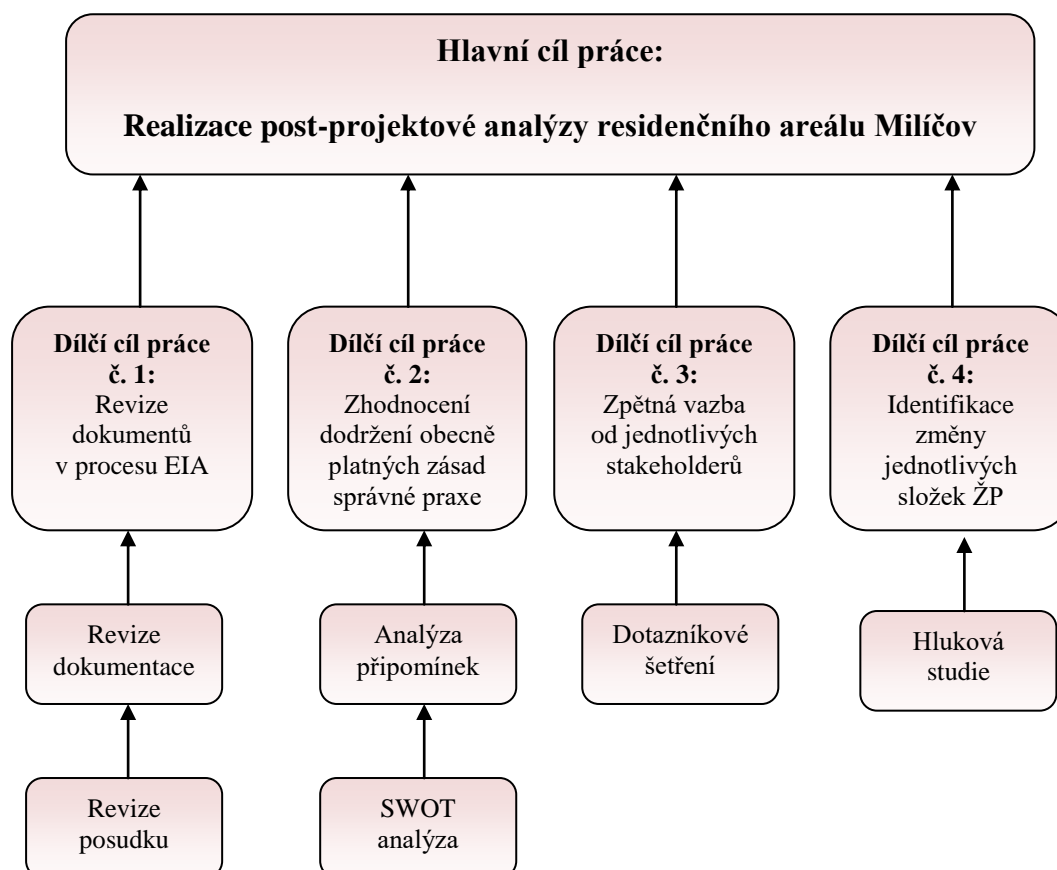 Hlavní cíl práce:
Realizace post-projektové analýzy residenčního areálu Milíčov
Dílčí cíl práce
č. 1:
Revize
dokumentů
v procesu EIA
Dílčí cíl práce
č. 2:
Zhodnocení
dodržení obecně
platných zásad
správné praxe
Dílčí cíl práce
č. 3:
Zpětná vazba
od jednotlivých
stakeholderů
Dílčí cíl práce
č. 4:
Identifikace
změny
jednotlivých
složek ŽP
Revize
dokumentace
Analýza
připomínek
Dotazníkové
šetření
Hluková
studie
Revize
posudku
SWOT
analýza